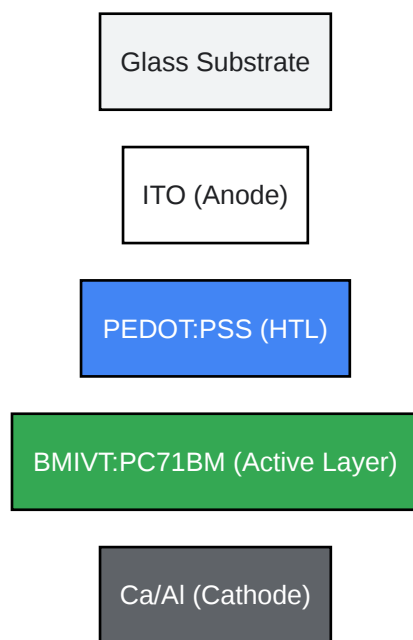 Glass Substrate
ITO (Anode)
PEDOT:PSS (HTL)
BMIVT:PC71BM (Active Layer)
Ca/Al (Cathode)